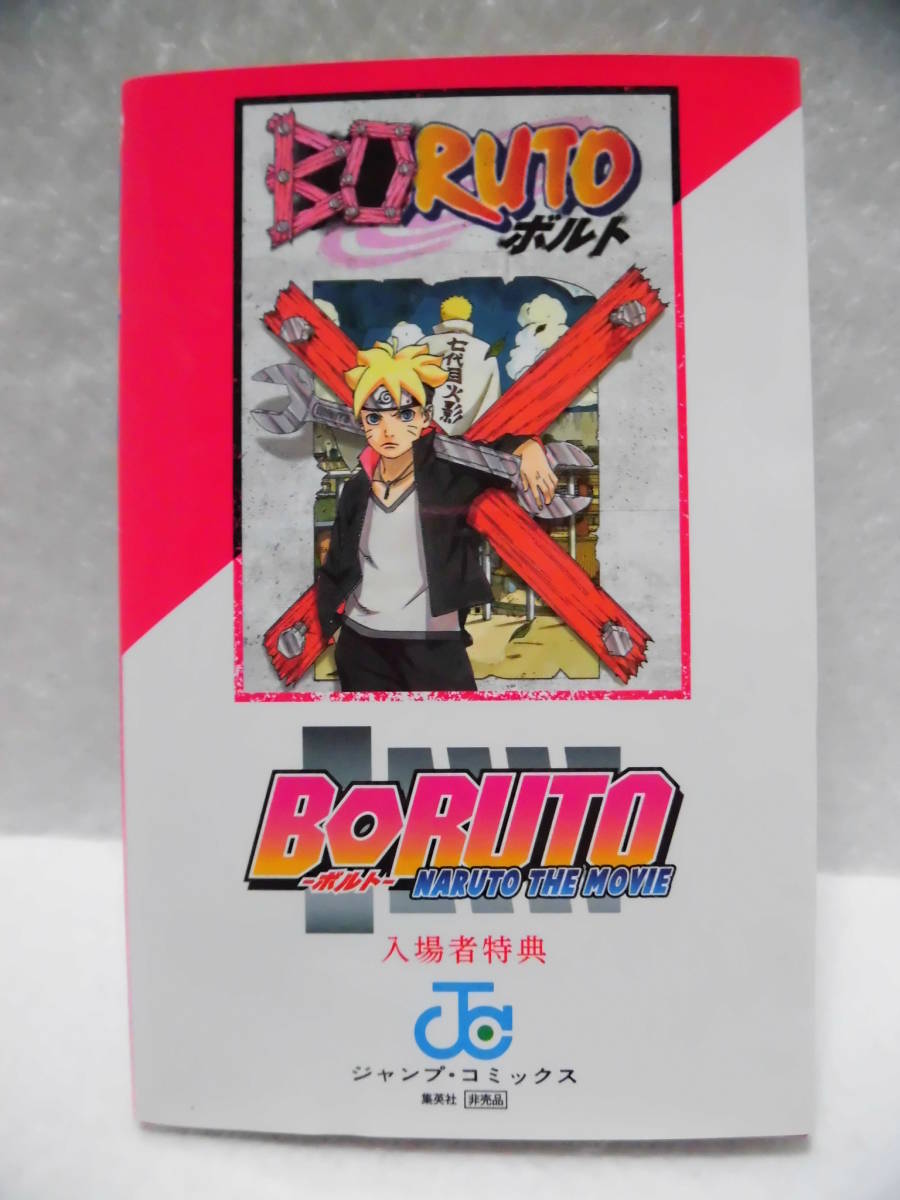 BORUTO
ボルト
七代目火影
BORUTO
-ボルト-
NARUTO THE MOVIE
入場者特典
JC
ジャンプ・コミックス
集英社 非売品